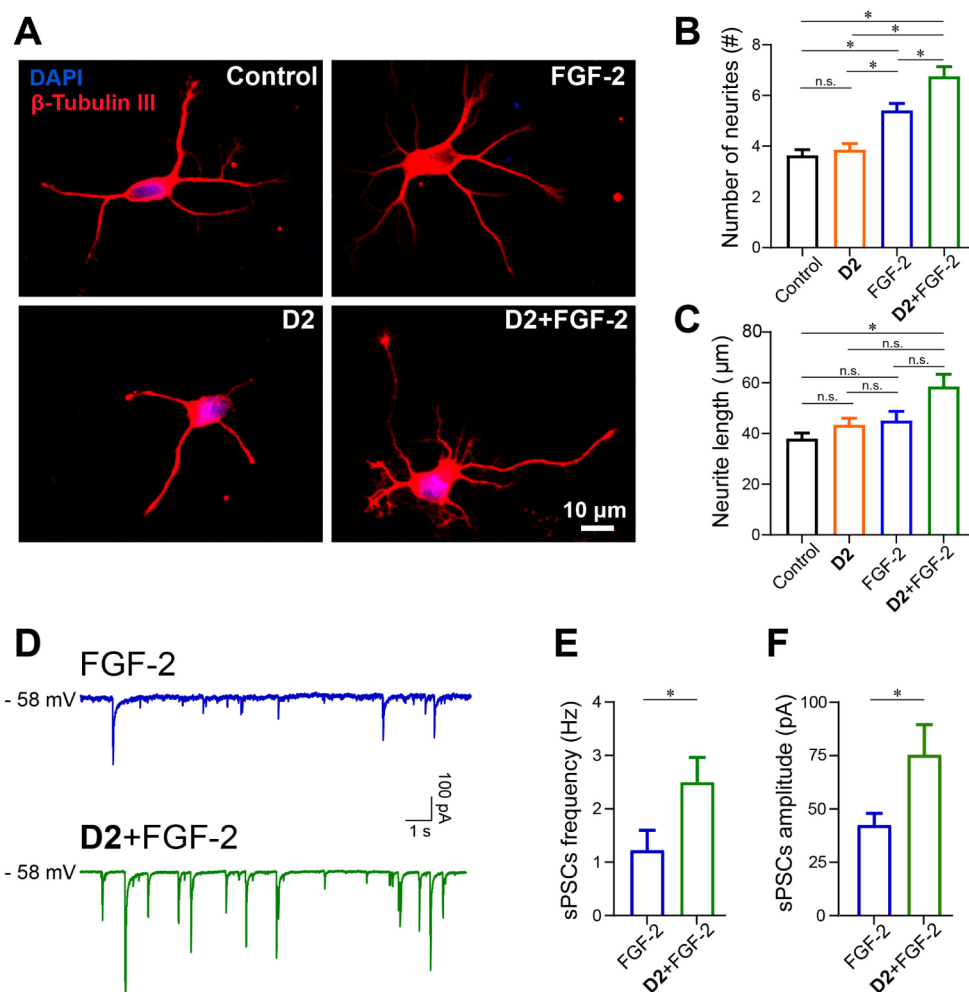 A
DAPI
β-Tubulin III
Control
FGF-2
D2
D2+FGF-2
10 μm
B
Number of neurites (#)
8
6
4
2
0
*
*
*
*
*
n.s.
Control
D2
FGF-2
D2+FGF-2
C
Neurite length (μm)
80
60
40
20
0
*
n.s.
n.s.
n.s.
n.s.
n.s.
Control
D2
FGF-2
D2+FGF-2
D
FGF-2
- 58 mV
100 pA
1 s
D2+FGF-2
- 58 mV
E
sPSCs frequency (Hz)
4
3
2
1
0
*
FGF-2
D2+FGF-2
F
sPSCs amplitude (pA)
100
75
50
25
0
*
FGF-2
D2+FGF-2